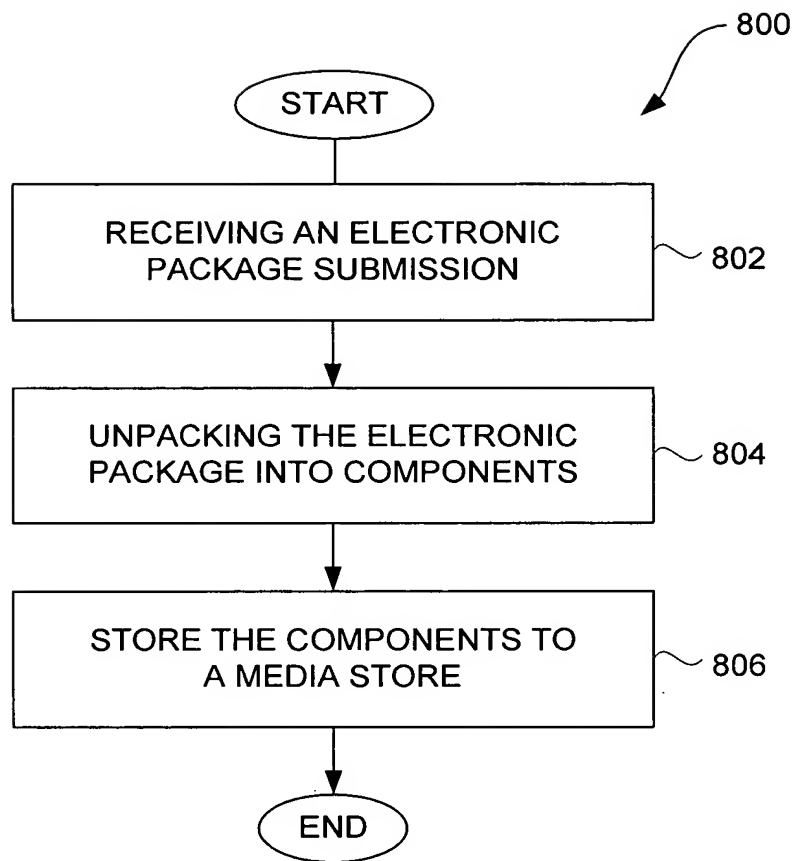 800
START
RECEIVING AN ELECTRONIC
PACKAGE SUBMISSION
802
UNPACKING THE ELECTRONIC
PACKAGE INTO COMPONENTS
804
STORE THE COMPONENTS TO
A MEDIA STORE
806
END